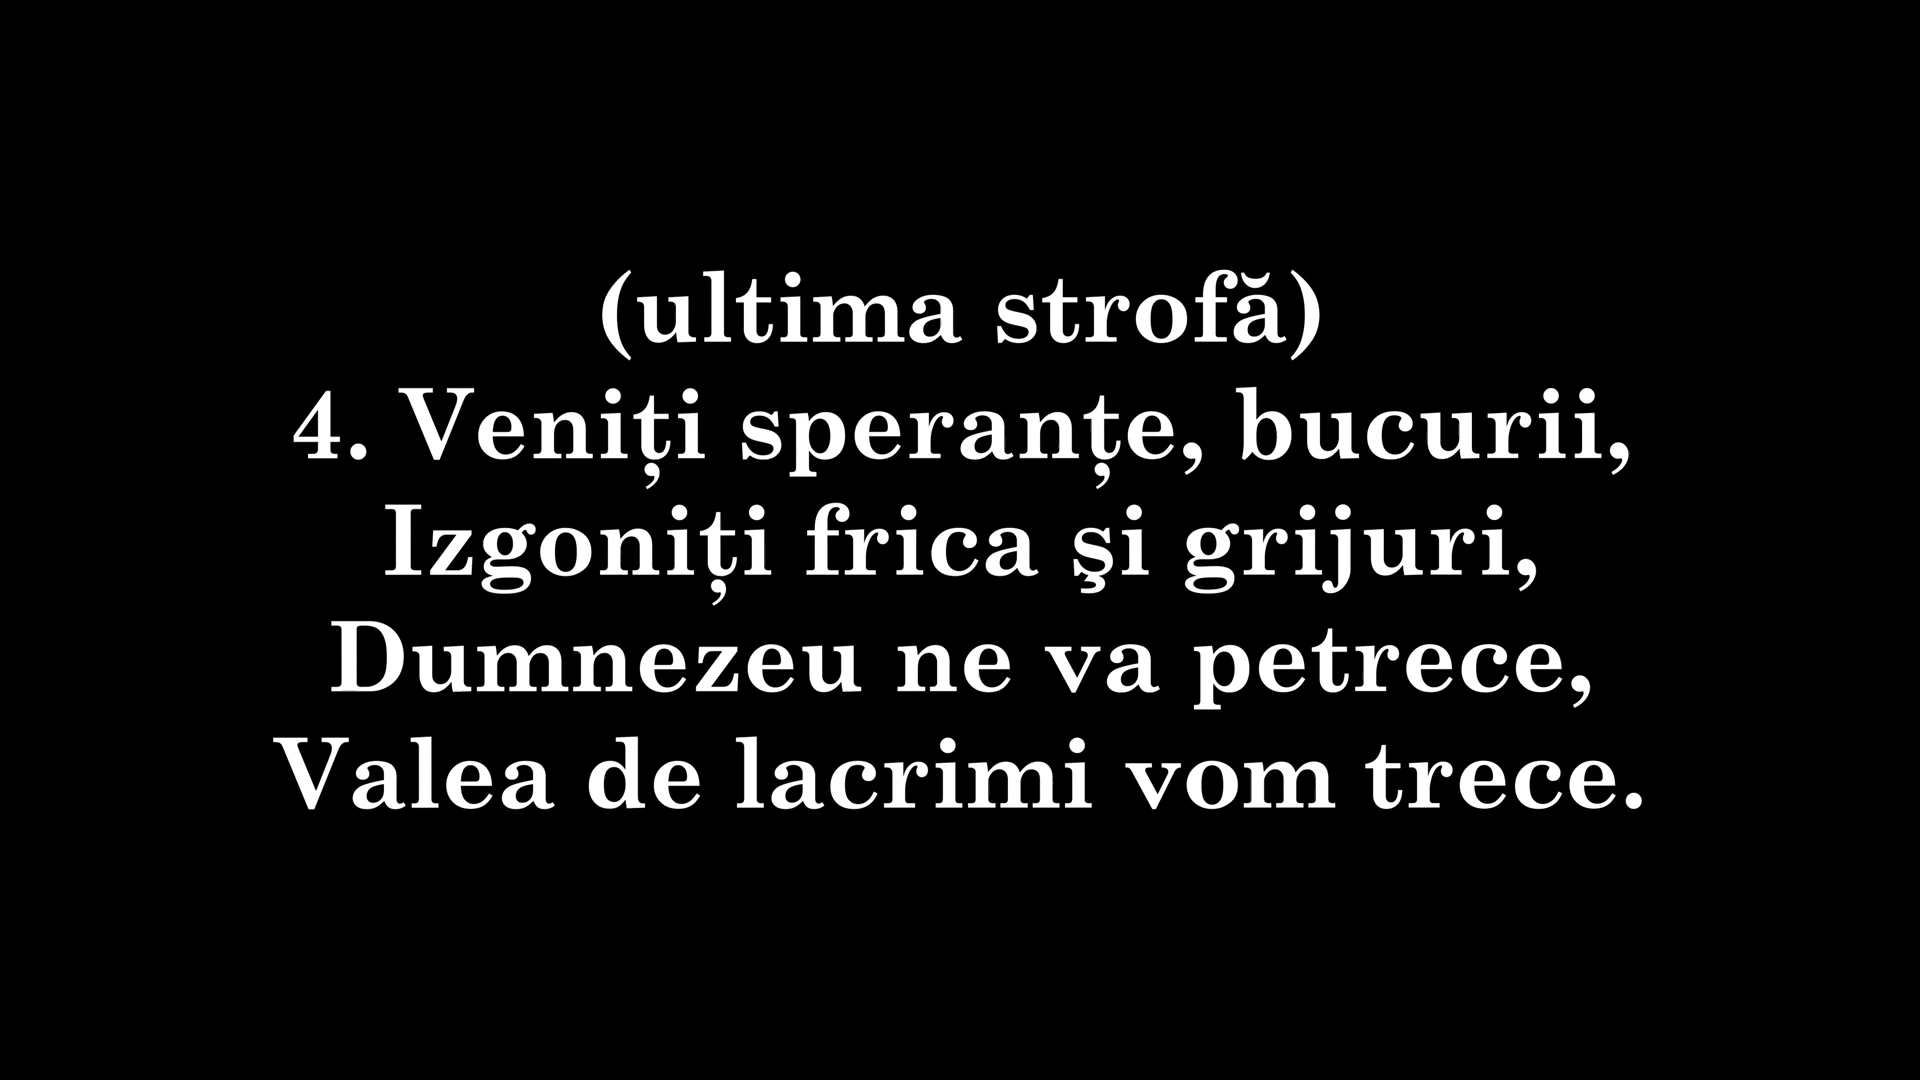 (ultima strofă)
4. Veniți speranțe, bucurii,
Izgoniți frica şi grijuri,
Dumnezeu ne va petrece,
Valea de lacrimi vom trece.